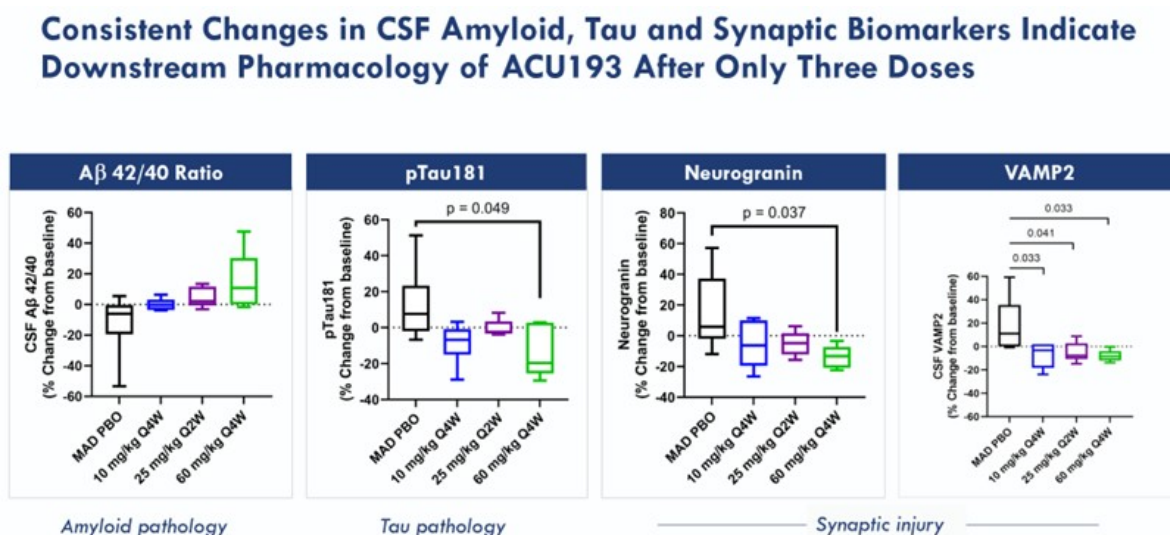 Consistent Changes in CSF Amyloid, Tau and Synaptic Biomarkers Indicate
Downstream Pharmacology of ACU193 After Only Three Doses
Aβ 42/40 Ratio
CSF Aβ 42/40
(% Change from baseline)
60
40
20
0
-20
-40
-60
MAD PBO
10 mg/kg Q4W
25 mg/kg Q2W
60 mg/kg Q4W
Amyloid pathology
pTau181
pTau181
(% Change from baseline)
60
40
20
0
-20
-40
p = 0.049
MAD PBO
10 mg/kg Q4W
25 mg/kg Q2W
60 mg/kg Q4W
Tau pathology
Neurogranin
Neurogranin
(% Change from baseline)
80
60
40
20
0
-20
-40
p = 0.037
MAD PBO
10 mg/kg Q4W
25 mg/kg Q2W
60 mg/kg Q4W
VAMP2
CSF VAMP2
(% Change from baseline)
0.033
0.041
0.033
60
40
20
0
-20
-40
-60
MAD PBO
10 mg/kg Q4W
25 mg/kg Q2W
60 mg/kg Q4W
Synaptic injury